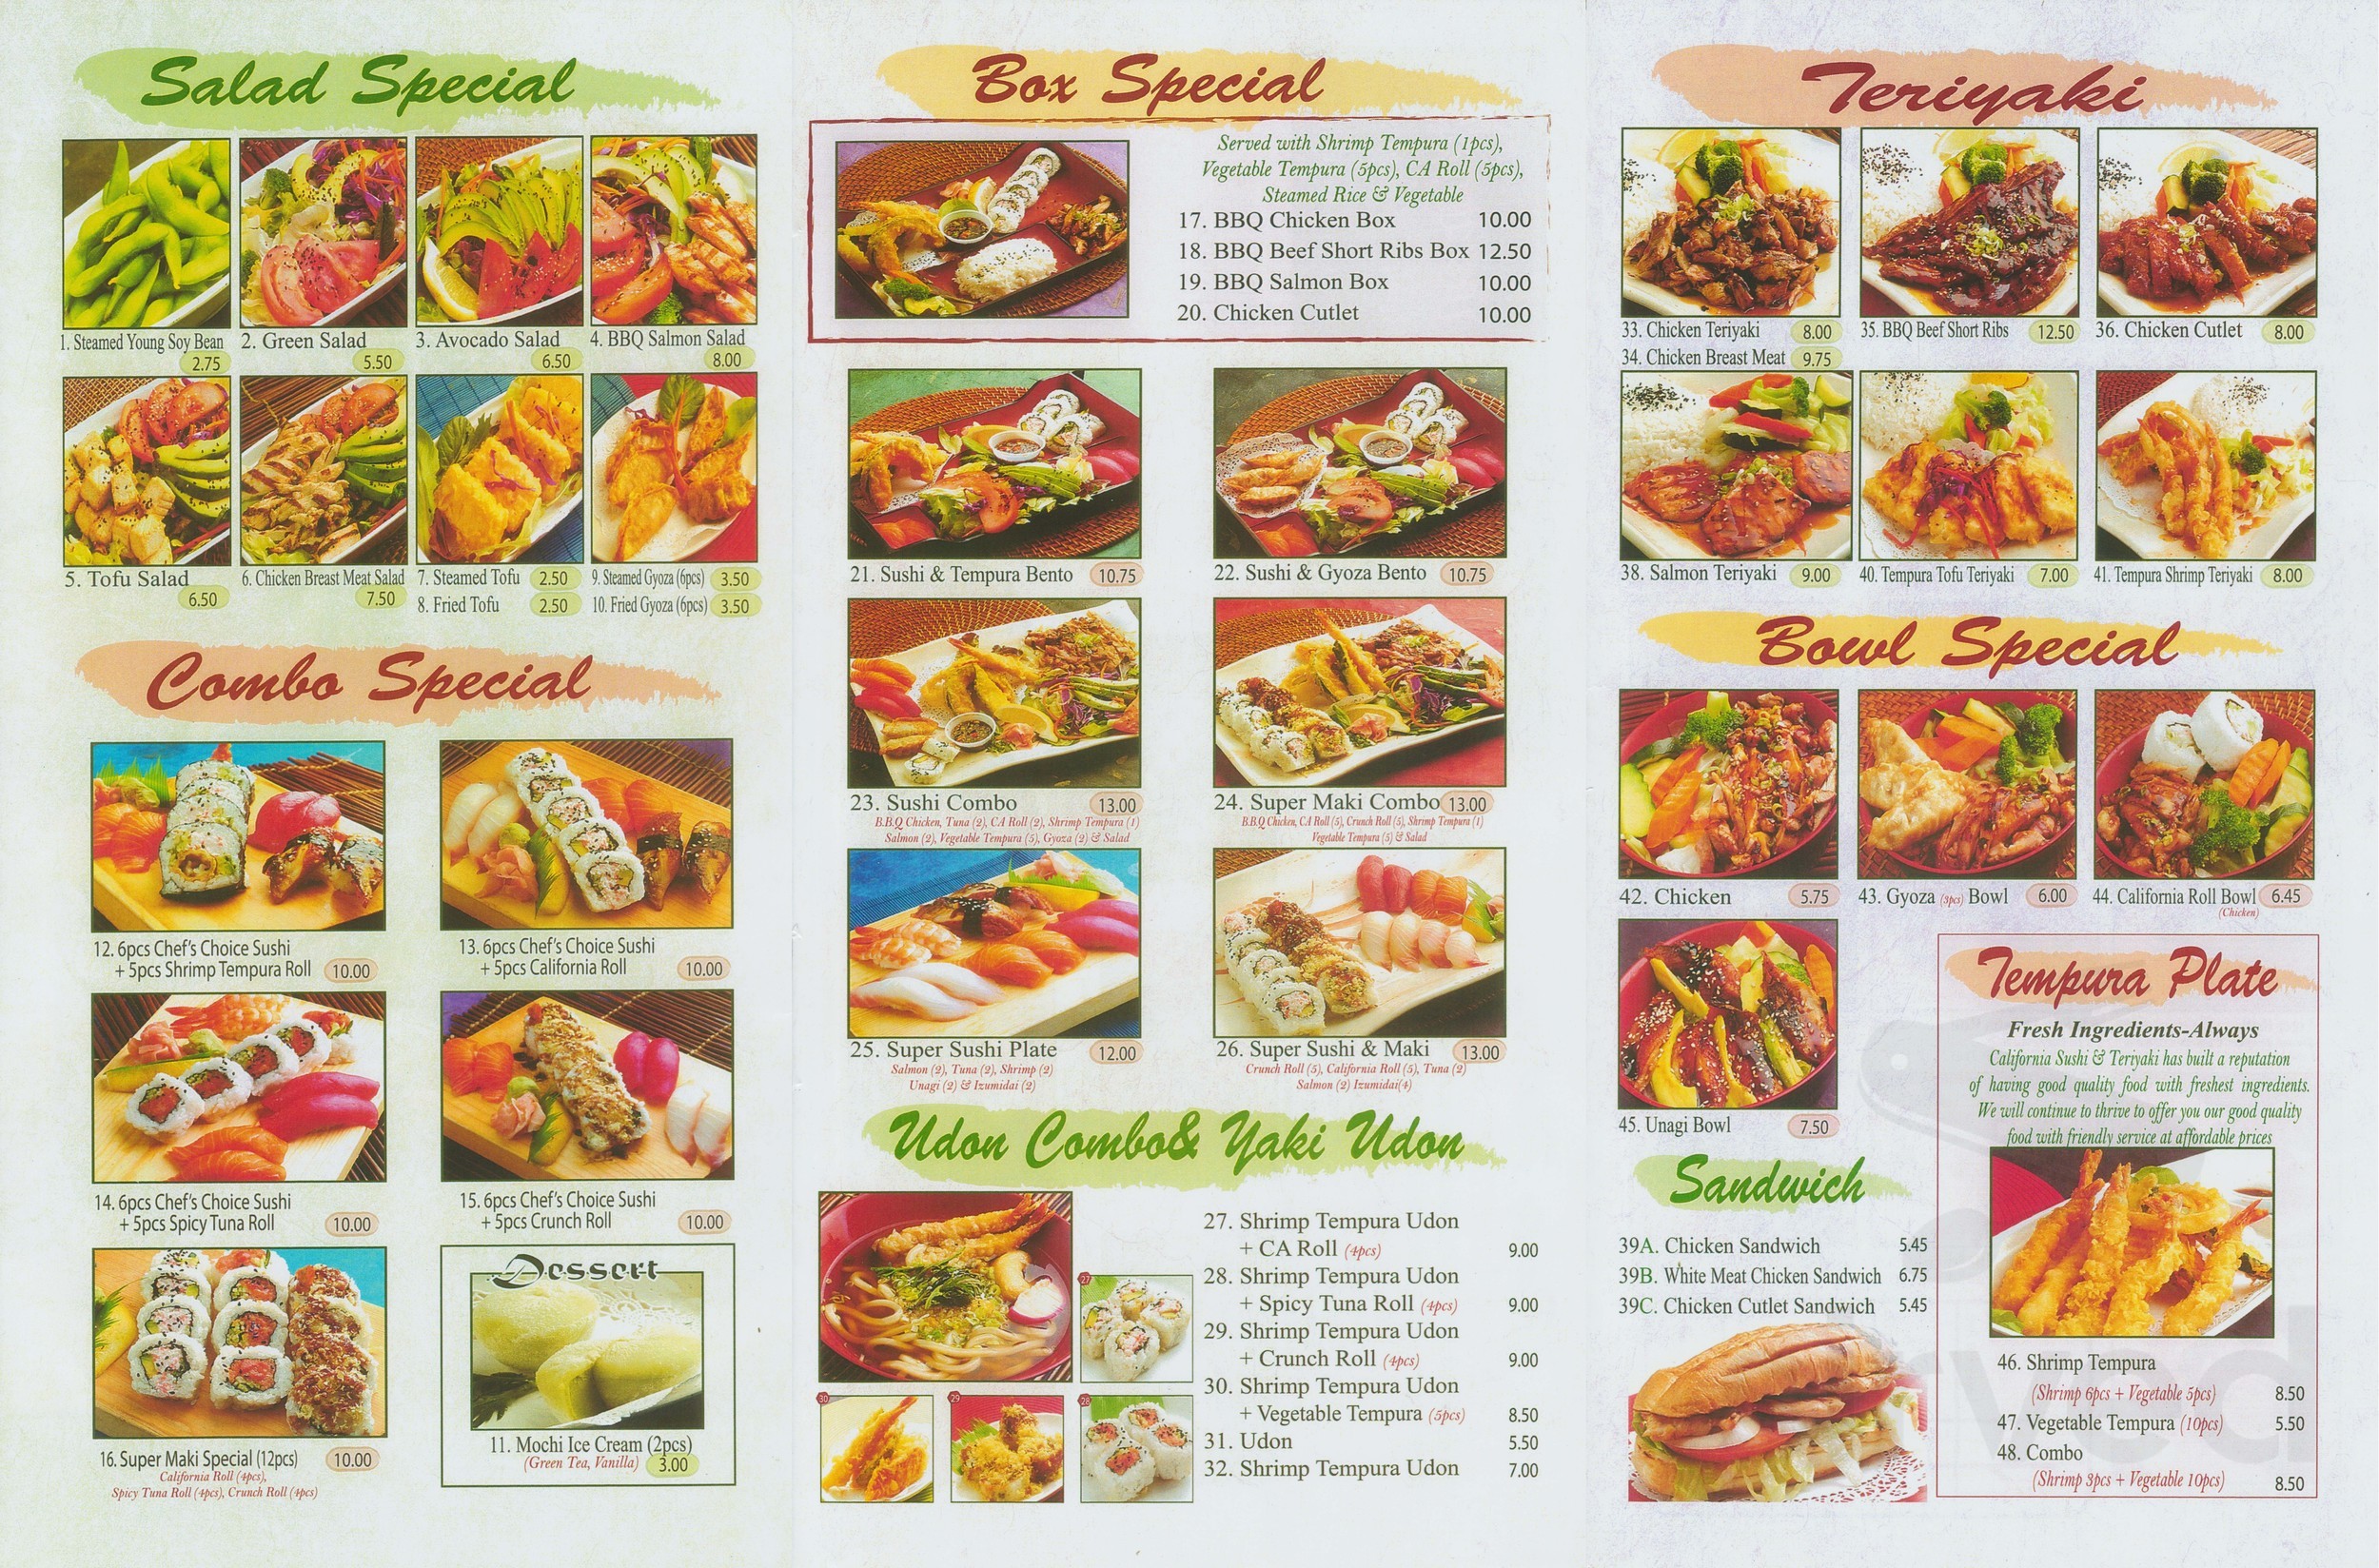 Salad Special
1. Steamed Young Soy Bean
2.75
2. Green Salad
5.50
3. Avocado Salad
6.50
4. BBQ Salmon Salad
8.00
5. Tofu Salad
6.50
6. Chicken Breast Meat Salad
7.50
7. Steamed Tofu 2.50
8. Fried Tofu 2.50
9. Steamed Gyoza (6pcs) 3.50
10. Fried Gyoza (6pcs) 3.50
Combo Special
12. 6pcs Chef's Choice Sushi
+ 5pcs Shrimp Tempura Roll 10.00
13. 6pcs Chef's Choice Sushi
+ 5pcs California Roll 10.00
14. 6pcs Chef's Choice Sushi
+ 5pcs Spicy Tuna Roll 10.00
15. 6pcs Chef's Choice Sushi
+ 5pcs Crunch Roll 10.00
16. Super Maki Special (12pcs) 10.00
California Roll (4pcs),
Spicy Tuna Roll (4pcs), Crunch Roll (4pcs)
Dessert
11. Mochi Ice Cream (2pcs)
(Green Tea, Vanilla) 3.00
Box Special
Served with Shrimp Tempura (1pcs),
Vegetable Tempura (5pcs), CA Roll (5pcs),
Steamed Rice & Vegetable
17. BBQ Chicken Box 10.00
18. BBQ Beef Short Ribs Box 12.50
19. BBQ Salmon Box 10.00
20. Chicken Cutlet 10.00
21. Sushi & Tempura Bento 10.75
22. Sushi & Gyoza Bento 10.75
23. Sushi Combo 13.00
B.B.Q Chicken, Tuna (2), CA Roll (2), Shrimp Tempura (1)
Salmon (2), Vegetable Tempura (5), Gyoza (2) & Salad
24. Super Maki Combo 13.00
B.B.Q Chicken, CA Roll (5), Crunch Roll (5), Shrimp Tempura (1)
Vegetable Tempura (5) & Salad
25. Super Sushi Plate 12.00
Salmon (2), Tuna (2), Shrimp (2)
Unagi (2) & Izumidai (2)
26. Super Sushi & Maki 13.00
Crunch Roll (5), California Roll (5), Tuna (2)
Salmon (2) Izumidai(4)
Udon Combo& Yaki Udon
27
30
29
28
27. Shrimp Tempura Udon
+ CA Roll (4pcs) 9.00
28. Shrimp Tempura Udon
+ Spicy Tuna Roll (4pcs) 9.00
29. Shrimp Tempura Udon
+ Crunch Roll (4pcs) 9.00
30. Shrimp Tempura Udon
+ Vegetable Tempura (5pcs) 8.50
31. Udon 5.50
32. Shrimp Tempura Udon 7.00
Teriyaki
33. Chicken Teriyaki 8.00
34. Chicken Breast Meat 9.75
35. BBQ Beef Short Ribs 12.50
36. Chicken Cutlet 8.00
38. Salmon Teriyaki 9.00
40. Tempura Tofu Teriyaki 7.00
41. Tempura Shrimp Teriyaki 8.00
Bowl Special
42. Chicken 5.75
43. Gyoza (3pcs) Bowl 6.00
44. California Roll Bowl 6.45
(Chicken)
45. Unagi Bowl 7.50
Sandwich
39A. Chicken Sandwich 5.45
39B. White Meat Chicken Sandwich 6.75
39C. Chicken Cutlet Sandwich 5.45
Tempura Plate
Fresh Ingredients-Always
California Sushi & Teriyaki has built a reputation
of having good quality food with freshest ingredients.
We will continue to thrive to offer you our good quality
food with friendly service at affordable prices
46. Shrimp Tempura
(Shrimp 6pcs + Vegetable 5pcs) 8.50
47. Vegetable Tempura (10pcs) 5.50
48. Combo
(Shrimp 3pcs + Vegetable 10pcs) 8.50